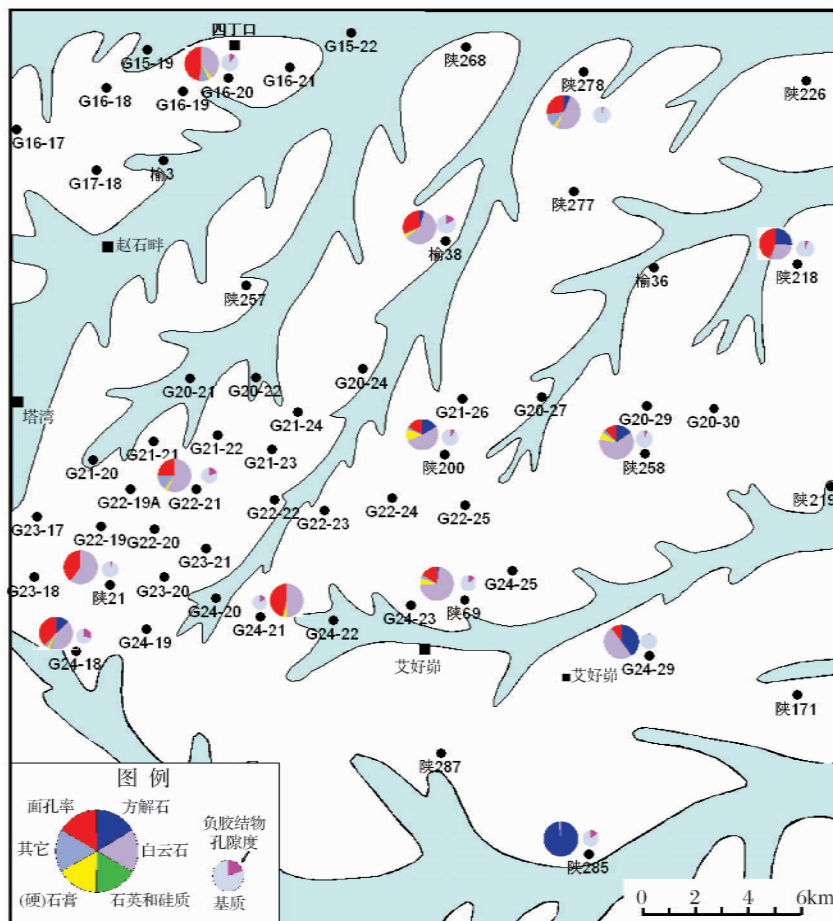 四丁口
G15-22
G15-19
陕268
G16-21
陕278
G16-18
G16-19
G16-20
陕226
G16-17
榆3
G17-18
陕277
赵石畔
榆38
陕218
榆36
陕257
G20-24
G20-21
G20-22
塔湾
G21-24
G21-26
G20-27
G20-29
G20-30
G21-21
G21-22
G21-20
G21-23
陕200
陕258
陕219
G22-19A
G22-21
G22-22
G22-23
G22-24
G22-25
G23-17
G22-19
G22-20
G23-21
G23-18
陕21
G23-20
G24-20
G24-25
G24-21
G24-23
陕69
G24-22
G24-19
G24-18
艾好峁
艾好峁
G24-29
陕171
陕287
陕285
图 例
面孔率
方解石
其它
白云石
(硬)石膏
石英和硅质
负胶结物
孔隙度
基质
0 2 4 6km